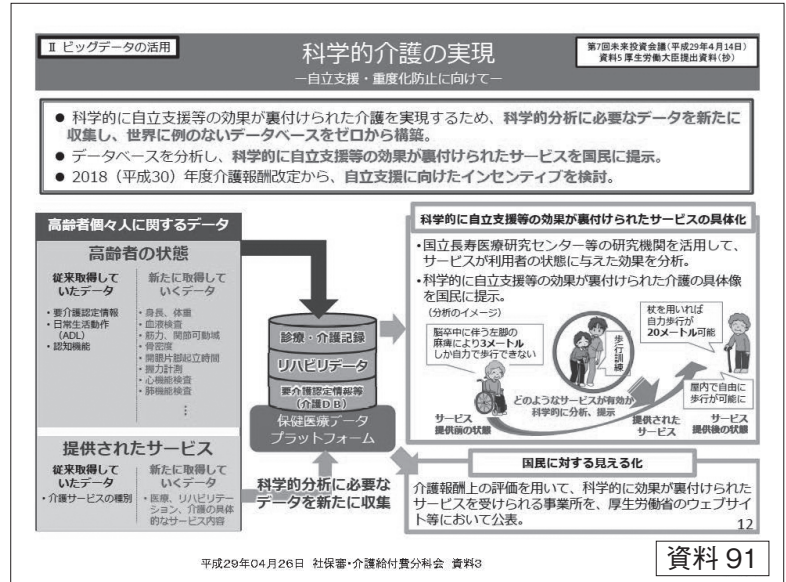 Ⅱ ビッグデータの活用
科学的介護の実現
―自立支援・重度化防止に向けて―
第7回未来投資会議(平成29年4月14日)
資料5 厚生労働大臣提出資料(抄)
● 科学的に自立支援等の効果が裏付けられた介護を実現するため、科学的分析に必要なデータを新たに
収集し、世界に例のないデータベースをゼロから構築。
● データベースを分析し、科学的に自立支援等の効果が裏付けられたサービスを国民に提示。
● 2018(平成30)年度介護報酬改定から、自立支援に向けたインセンティブを検討。
高齢者個々人に関するデータ
高齢者の状態
従来取得して
いたデータ
・要介護認定情報
・日常生活動作
(ADL)
・認知機能
新たに取得して
いくデータ
・身長、体重
・血液検査
・筋力、関節可動域
・骨密度
・開眼片脚起立時間
・握力計測
・心機能検査
・肺機能検査
⋮
提供されたサービス
従来取得して
いたデータ
・介護サービスの種別
新たに取得して
いくデータ
・医療、リハビリテー
ション、介護の具体
的なサービス内容
診療・介護記録
リハビリデータ
要介護認定情報等
(介護DB)
保健医療データ
プラットフォーム
科学的分析に必要な
データを新たに収集
科学的に自立支援等の効果が裏付けられたサービスの具体化
・国立長寿医療研究センター等の研究機関を活用して、
サービスが利用者の状態に与えた効果を分析。
・科学的に自立支援等の効果が裏付けられた介護の具体像
を国民に提示。
(分析のイメージ)
脳卒中に伴う左脚の
麻痺により3メートル
しか自力で歩行できない
歩行訓練
杖を用いれば
自力歩行が
20メートル可能
どのようなサービスが有効か
科学的に分析、提示
屋内で自由に
歩行が可能に
サービス
提供前の状態
提供された
サービス
サービス
提供後の状態
国民に対する見える化
介護報酬上の評価を用いて、科学的に効果が裏付けられた
サービスを受けられる事業所を、厚生労働省のウェブサイ
ト等において公表。
12
平成29年04月26日 社保審・介護給付費分科会 資料3
資料 91